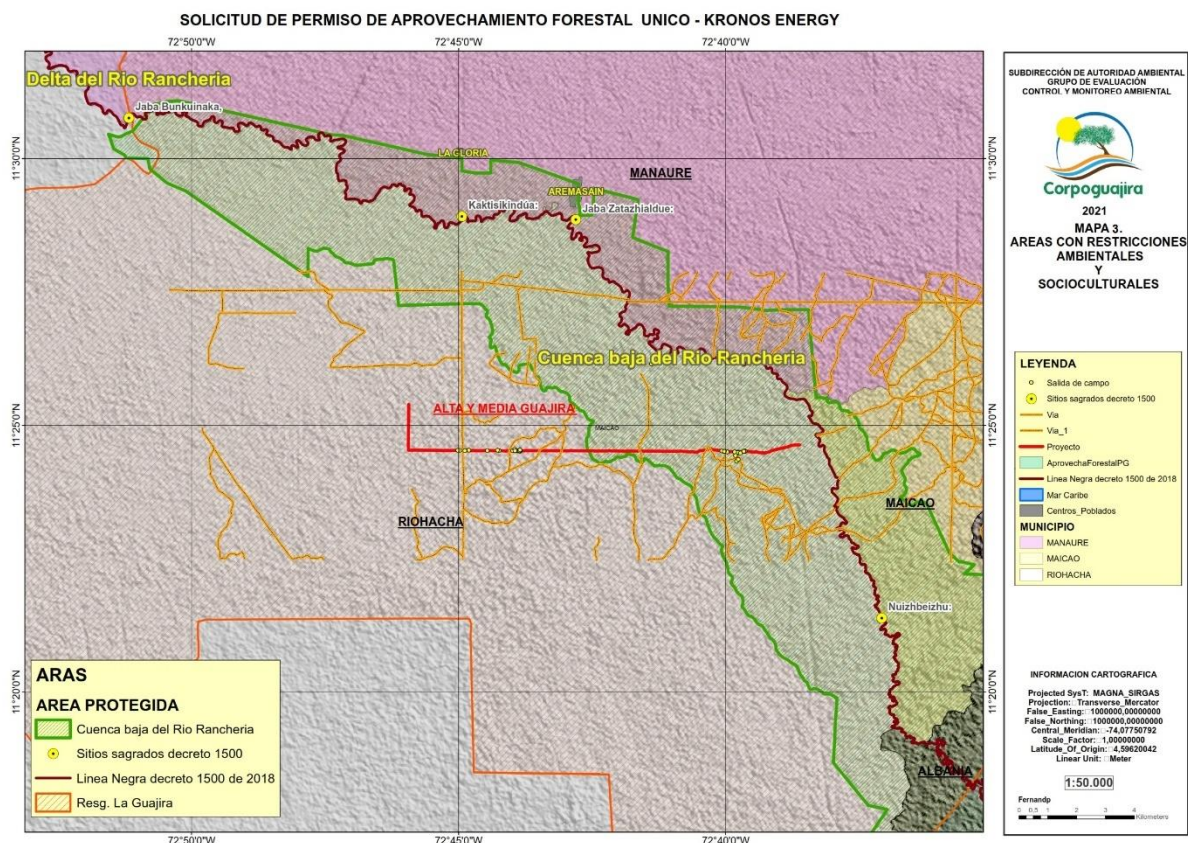 SOLICITUD DE PERMISO DE APROVECHAMIENTO FORESTAL UNICO - KRONOS ENERGY
72°50'0"W
72°45'0"W
72°40'0"W
11°30'0"N
11°25'0"N
11°20'0"N
Delta del Rio Rancheria
Jaba Bunkuinaka,
LA GLORIA
MANAURE
AREMASAIN
Kaktisikindúa:
Jaba Zatazhialdue:
Cuenca baja del Rio Rancheria
ALTA Y MEDIA GUAJIRA
MAICAO
MAICAO
RIOHACHA
Nuizhbeizhu:
ALBANIA
ARAS
AREA PROTEGIDA
Cuenca baja del Rio Rancheria
Sitios sagrados decreto 1500
Linea Negra decreto 1500 de 2018
Resg. La Guajira
11°30'0"N
11°25'0"N
11°20'0"N
72°50'0"W
72°45'0"W
72°40'0"W
SUBDIRECCIÓN DE AUTORIDAD AMBIENTAL
GRUPO DE EVALUACIÓN
CONTROL Y MONITOREO AMBIENTAL
Corpoguajira
2021
MAPA 3.
AREAS CON RESTRICCIONES
AMBIENTALES
Y
SOCIOCULTURALES
LEYENDA
Salida de campo
Sitios sagrados decreto 1500
Via
Via_1
Proyecto
AprovechaForestalPG
Linea Negra decreto 1500 de 2018
Mar Caribe
Centros_Poblados
MUNICIPIO
MANAURE
MAICAO
RIOHACHA
INFORMACION CARTOGRAFICA
Projected SysT: MAGNA_SIRGAS
Projection: Transverse_Mercator
False_Easting: 1000000,00000000
False_Northing: 1000000,00000000
Central_Meridian: -74,07750792
Scale_Factor: 1,00000000
Latitude_Of_Origin: 4,59620042
Linear Unit: Meter
1:50.000
Fernandp
0 0,5 1 2 3 4
Kilometers